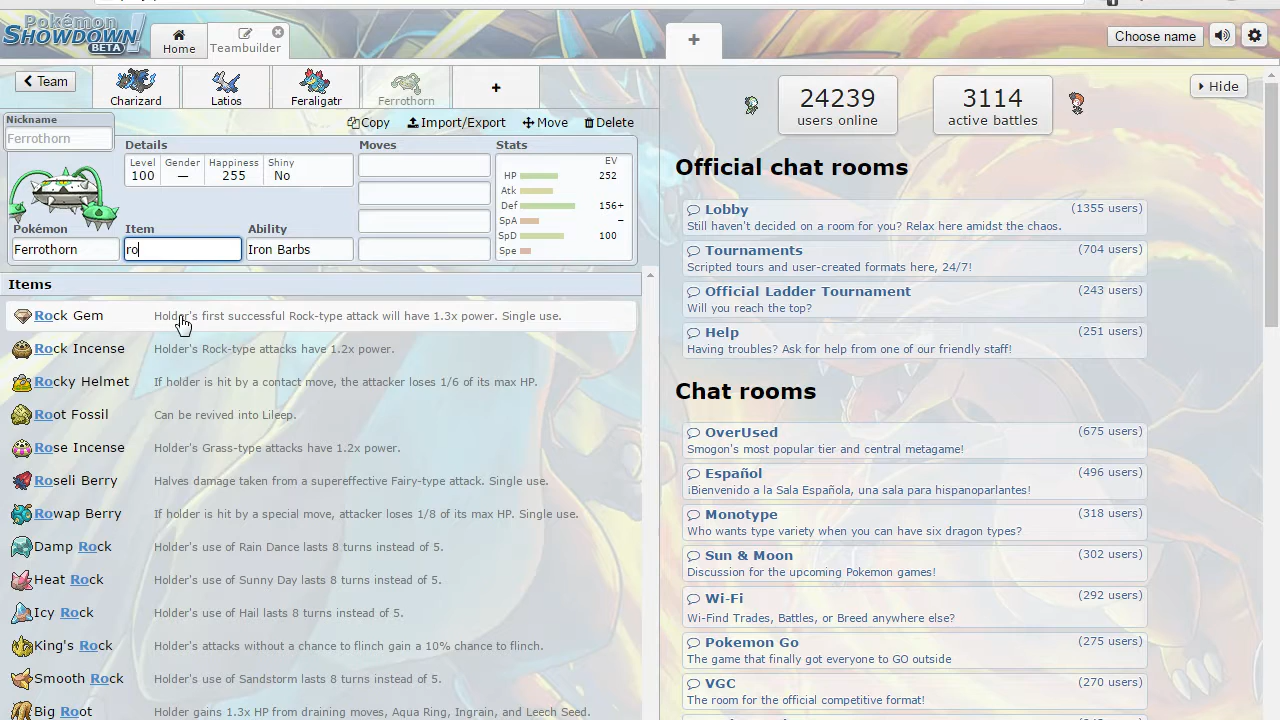 Pokémon
SHOWDOWN!
BETA
Home
Teambuilder
+
Choose name
Team
Charizard
Latios
Feraligatr
Ferrothorn
+
24239
users online
3114
active battles
Hide
Nickname
Ferrothorn
Copy
Import/Export
Move
Delete
Details
Level
100
Gender
—
Happiness
255
Shiny
No
Moves
Stats
EV
HP 252
Atk
Def 156+
SpA −
SpD 100
Spe
Pokémon
Ferrothorn
Item
ro
Ability
Iron Barbs
Items
Rock Gem Holder's first successful Rock-type attack will have 1.3x power. Single use.
Rock Incense Holder's Rock-type attacks have 1.2x power.
Rocky Helmet If holder is hit by a contact move, the attacker loses 1/6 of its max HP.
Root Fossil Can be revived into Lileep.
Rose Incense Holder's Grass-type attacks have 1.2x power.
Roseli Berry Halves damage taken from a supereffective Fairy-type attack. Single use.
Rowap Berry If holder is hit by a special move, attacker loses 1/8 of its max HP. Single use.
Damp Rock Holder's use of Rain Dance lasts 8 turns instead of 5.
Heat Rock Holder's use of Sunny Day lasts 8 turns instead of 5.
Icy Rock Holder's use of Hail lasts 8 turns instead of 5.
King's Rock Holder's attacks without a chance to flinch gain a 10% chance to flinch.
Smooth Rock Holder's use of Sandstorm lasts 8 turns instead of 5.
Big Root Holder gains 1.3x HP from draining moves, Aqua Ring, Ingrain, and Leech Seed.
Official chat rooms
Lobby (1355 users)
Still haven't decided on a room for you? Relax here amidst the chaos.
Tournaments (704 users)
Scripted tours and user-created formats here, 24/7!
Official Ladder Tournament (243 users)
Will you reach the top?
Help (251 users)
Having troubles? Ask for help from one of our friendly staff!
Chat rooms
OverUsed (675 users)
Smogon's most popular tier and central metagame!
Español (496 users)
¡Bienvenido a la Sala Española, una sala para hispanoparlantes!
Monotype (318 users)
Who wants type variety when you can have six dragon types?
Sun & Moon (302 users)
Discussion for the upcoming Pokemon games!
Wi-Fi (292 users)
Wi-Find Trades, Battles, or Breed anywhere else?
Pokemon Go (275 users)
The game that finally got everyone to GO outside
VGC (270 users)
The room for the official competitive format!